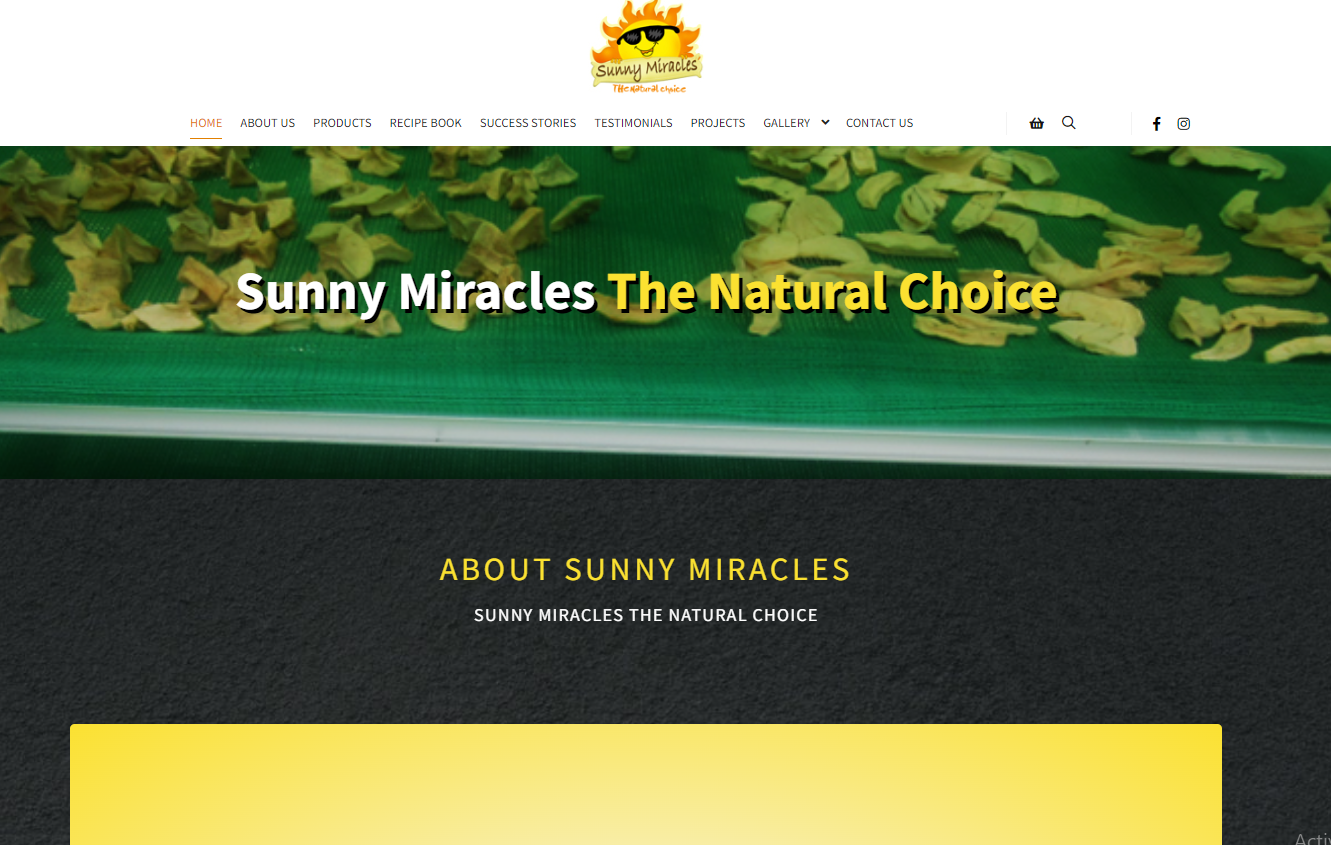 Sunny Miracles
The Natural choice
HOME ABOUT US PRODUCTS RECIPE BOOK SUCCESS STORIES TESTIMONIALS PROJECTS GALLERY CONTACT US
Sunny Miracles The Natural Choice
ABOUT SUNNY MIRACLES
SUNNY MIRACLES THE NATURAL CHOICE